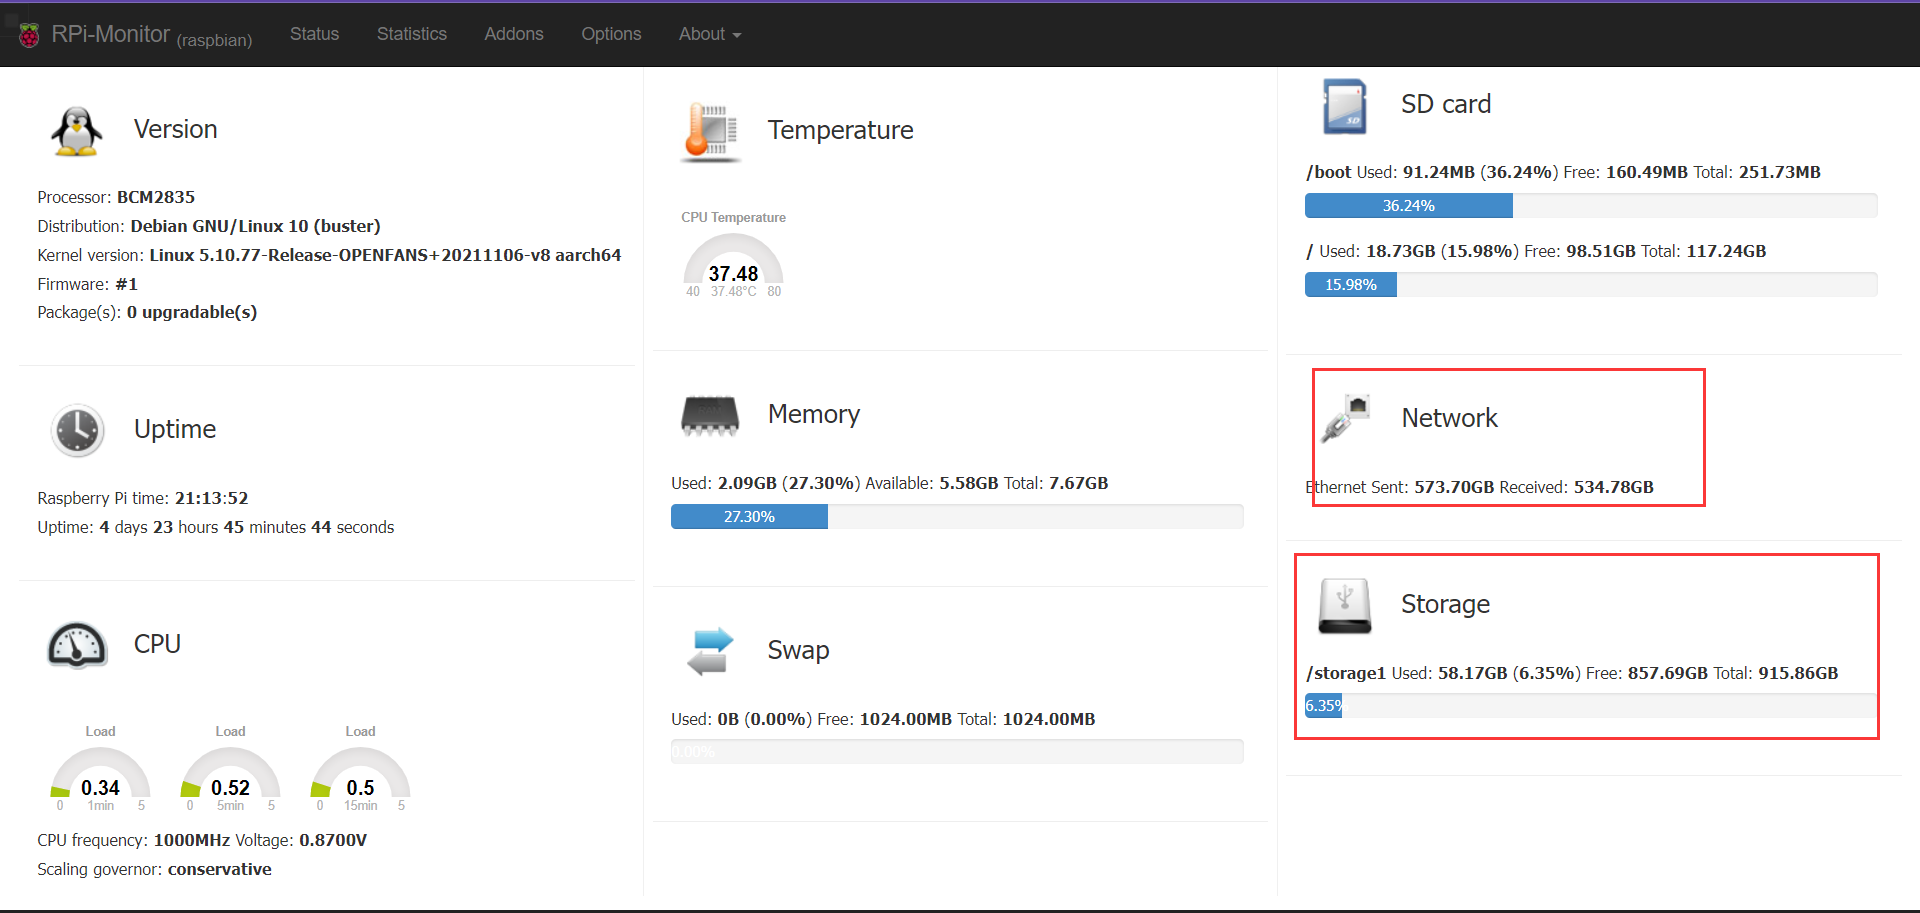 RPi-Monitor (raspbian) Status Statistics Addons Options About
Version
Processor: BCM2835
Distribution: Debian GNU/Linux 10 (buster)
Kernel version: Linux 5.10.77-Release-OPENFANS+20211106-v8 aarch64
Firmware: #1
Package(s): 0 upgradable(s)
Uptime
Raspberry Pi time: 21:13:52
Uptime: 4 days 23 hours 45 minutes 44 seconds
CPU
Load Load Load
0.34 0.52 0.5
0 1min 5 0 5min 5 0 15min 5
CPU frequency: 1000MHz Voltage: 0.8700V
Scaling governor: conservative
Temperature
CPU Temperature
37.48
40 37.48°C 80
Memory
Used: 2.09GB (27.30%) Available: 5.58GB Total: 7.67GB
27.30%
Swap
Used: 0B (0.00%) Free: 1024.00MB Total: 1024.00MB
0.00%
SD card
SD
/boot Used: 91.24MB (36.24%) Free: 160.49MB Total: 251.73MB
36.24%
/ Used: 18.73GB (15.98%) Free: 98.51GB Total: 117.24GB
15.98%
Network
Ethernet Sent: 573.70GB Received: 534.78GB
Storage
/storage1 Used: 58.17GB (6.35%) Free: 857.69GB Total: 915.86GB
6.35%